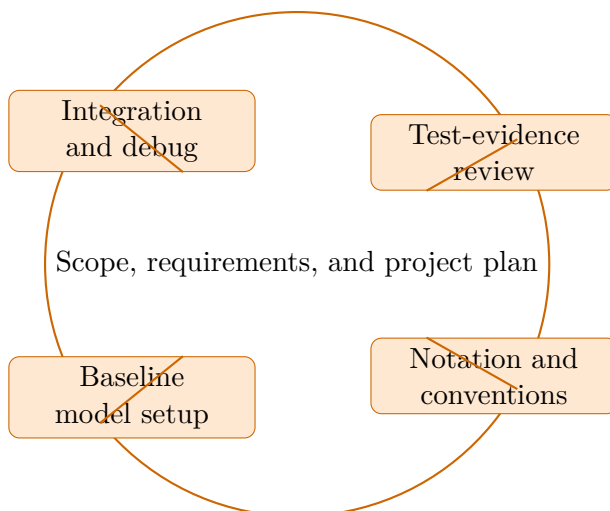 Integration
and debug
Test-evidence
review
Scope, requirements, and project plan
Baseline
model setup
Notation and
conventions